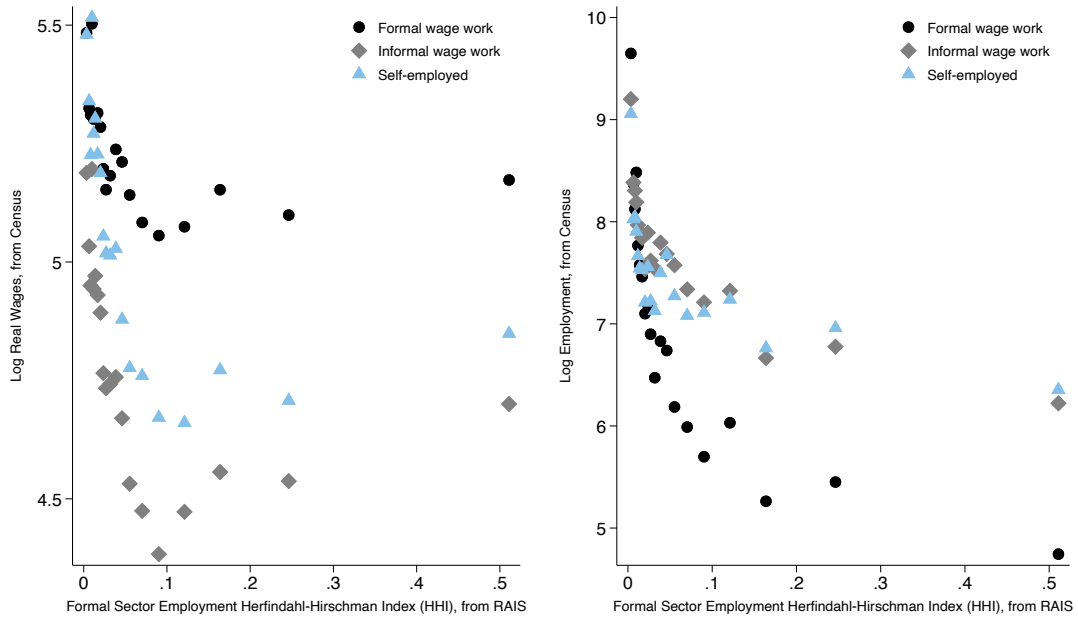 Formal wage work
Informal wage work
Self-employed
5.5
5
4.5
Log Real Wages, from Census
0 .1 .2 .3 .4 .5
Formal Sector Employment Herfindahl-Hirschman Index (HHI), from RAIS
Formal wage work
Informal wage work
Self-employed
10
9
8
7
6
5
Log Employment, from Census
0 .1 .2 .3 .4 .5
Formal Sector Employment Herfindahl-Hirschman Index (HHI), from RAIS